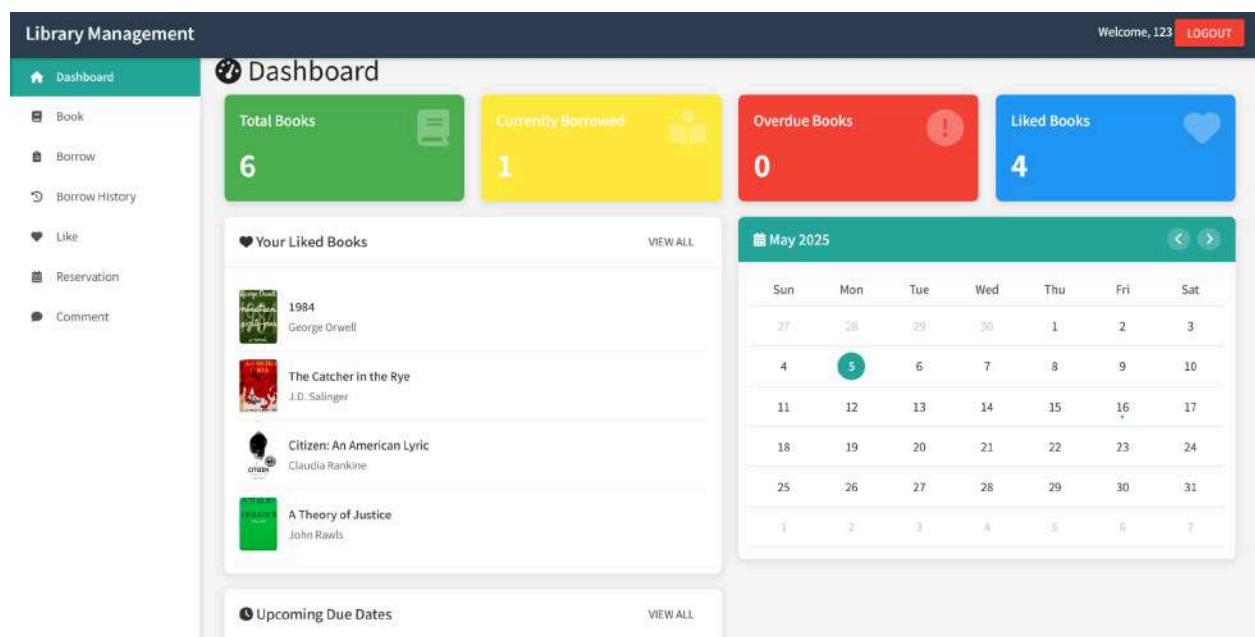 Library Management
Welcome, 123 LOGOUT
Dashboard
Book
Borrow
Borrow History
Like
Reservation
Comment
Dashboard
Total Books
6
Currently Borrowed
1
Overdue Books
0
Liked Books
4
Your Liked Books VIEW ALL
1984
George Orwell
The Catcher in the Rye
J.D. Salinger
Citizen: An American Lyric
Claudia Rankine
A Theory of Justice
John Rawls
Upcoming Due Dates VIEW ALL
May 2025
Sun Mon Tue Wed Thu Fri Sat
27 28 29 30 1 2 3
4 5 6 7 8 9 10
11 12 13 14 15 16 17
18 19 20 21 22 23 24
25 26 27 28 29 30 31
1 2 3 4 5 6 7